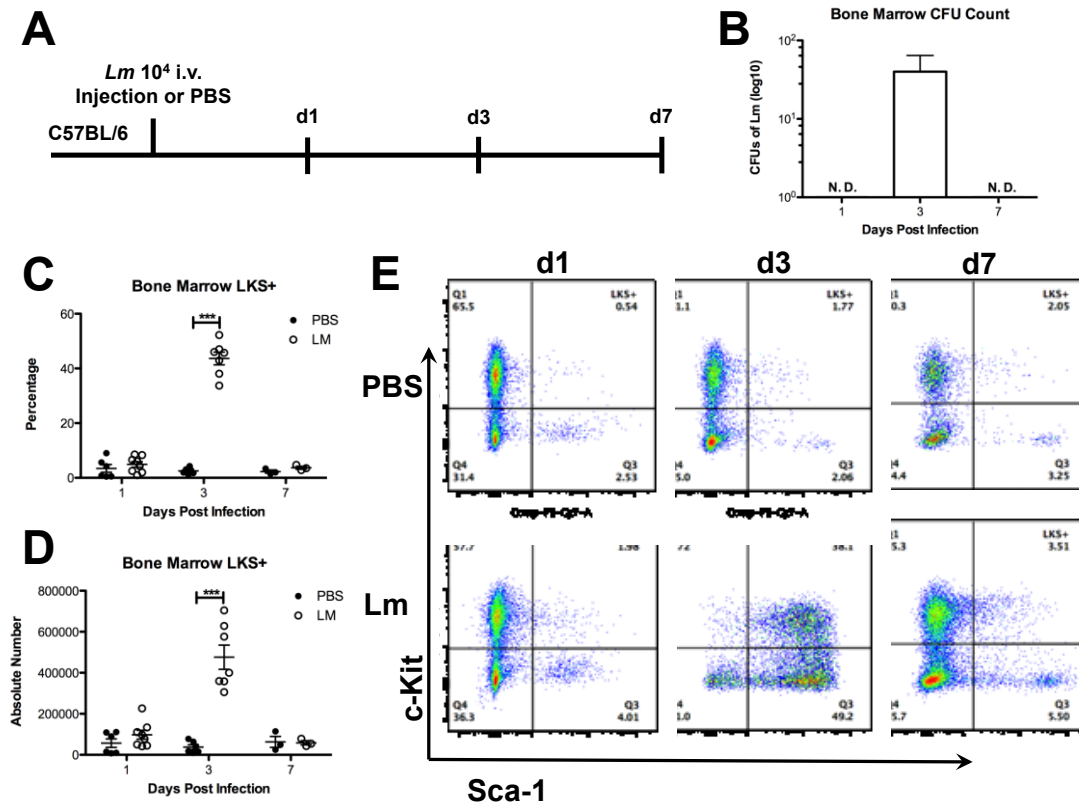 A
Lm 10⁴ i.v.
Injection or PBS
C57BL/6
d1
d3
d7
B
Bone Marrow CFU Count
CFUs of Lm (log10)
10²
10¹
10⁰
N. D.
N. D.
1
3
7
Days Post Infection
C
Bone Marrow LKS+
Percentage
60
40
20
0
***
PBS
LM
1
3
7
Days Post Infection
D
Bone Marrow LKS+
Absolute Number
800000
600000
400000
200000
0
***
PBS
LM
1
3
7
Days Post Infection
E
d1
d3
d7
PBS
Q1
65.5
LKS+
0.54
Q4
31.4
Q3
2.53
LKS+
1.77
Q3
2.06
LKS+
2.05
Q3
3.25
Lm
Q4
36.3
Q3
4.01
Q3
49.2
LKS+
3.51
Q3
5.50
c-Kit
Sca-1